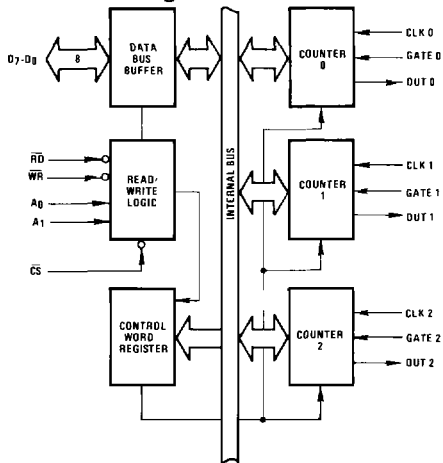 D7-D0
8
DATA
BUS
BUFFER
COUNTER
0
CLK 0
GATE 0
OUT 0
RD
WR
A0
A1
READ/
WRITE
LOGIC
CS
INTERNAL BUS
COUNTER
1
CLK 1
GATE 1
OUT 1
CONTROL
WORD
REGISTER
COUNTER
2
CLK 2
GATE 2
OUT 2